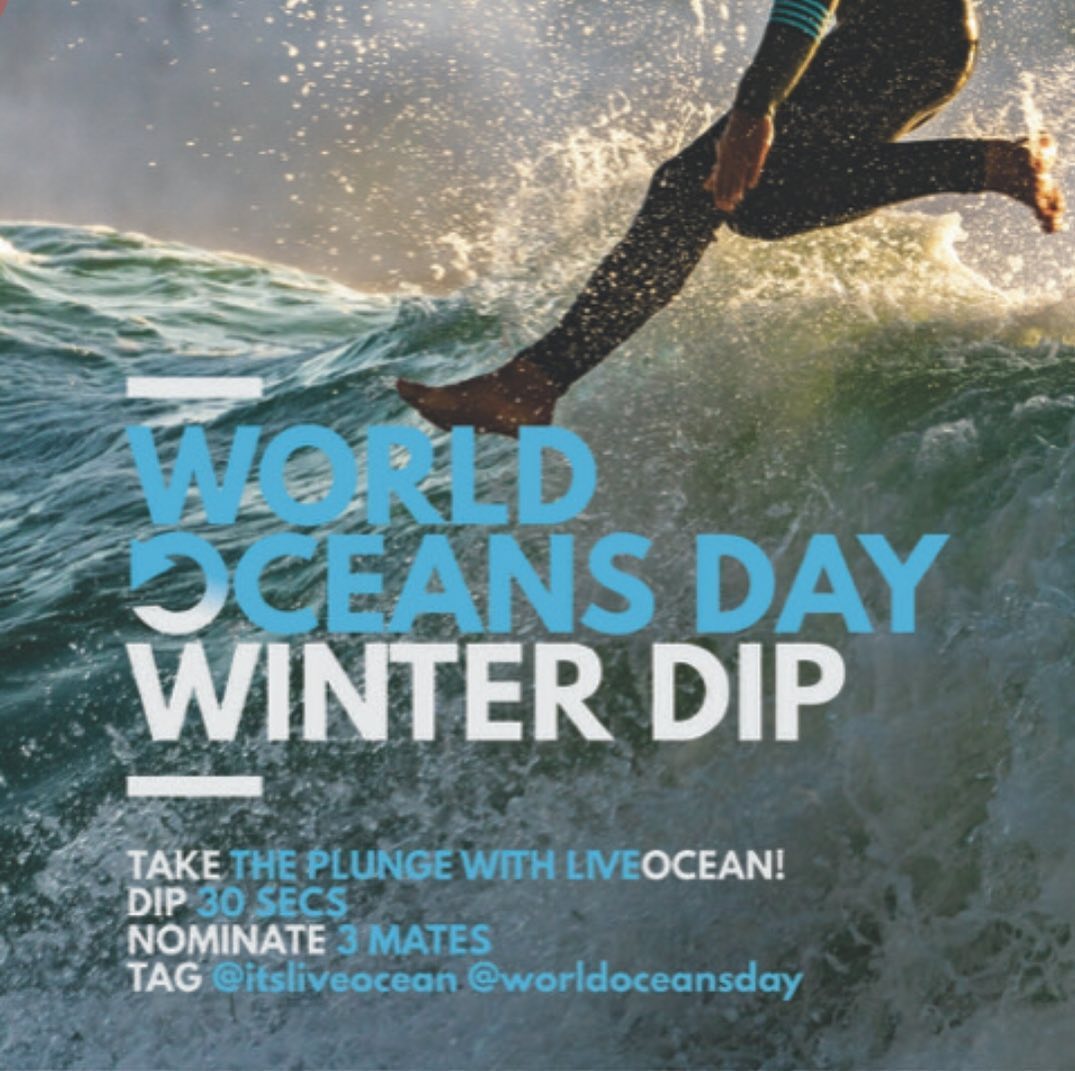 WORLD
OCEANS DAY
WINTER DIP
TAKE THE PLUNGE WITH LIVEOCEAN!
DIP 30 SECS
NOMINATE 3 MATES
TAG @itsliveocean @worldoceansday